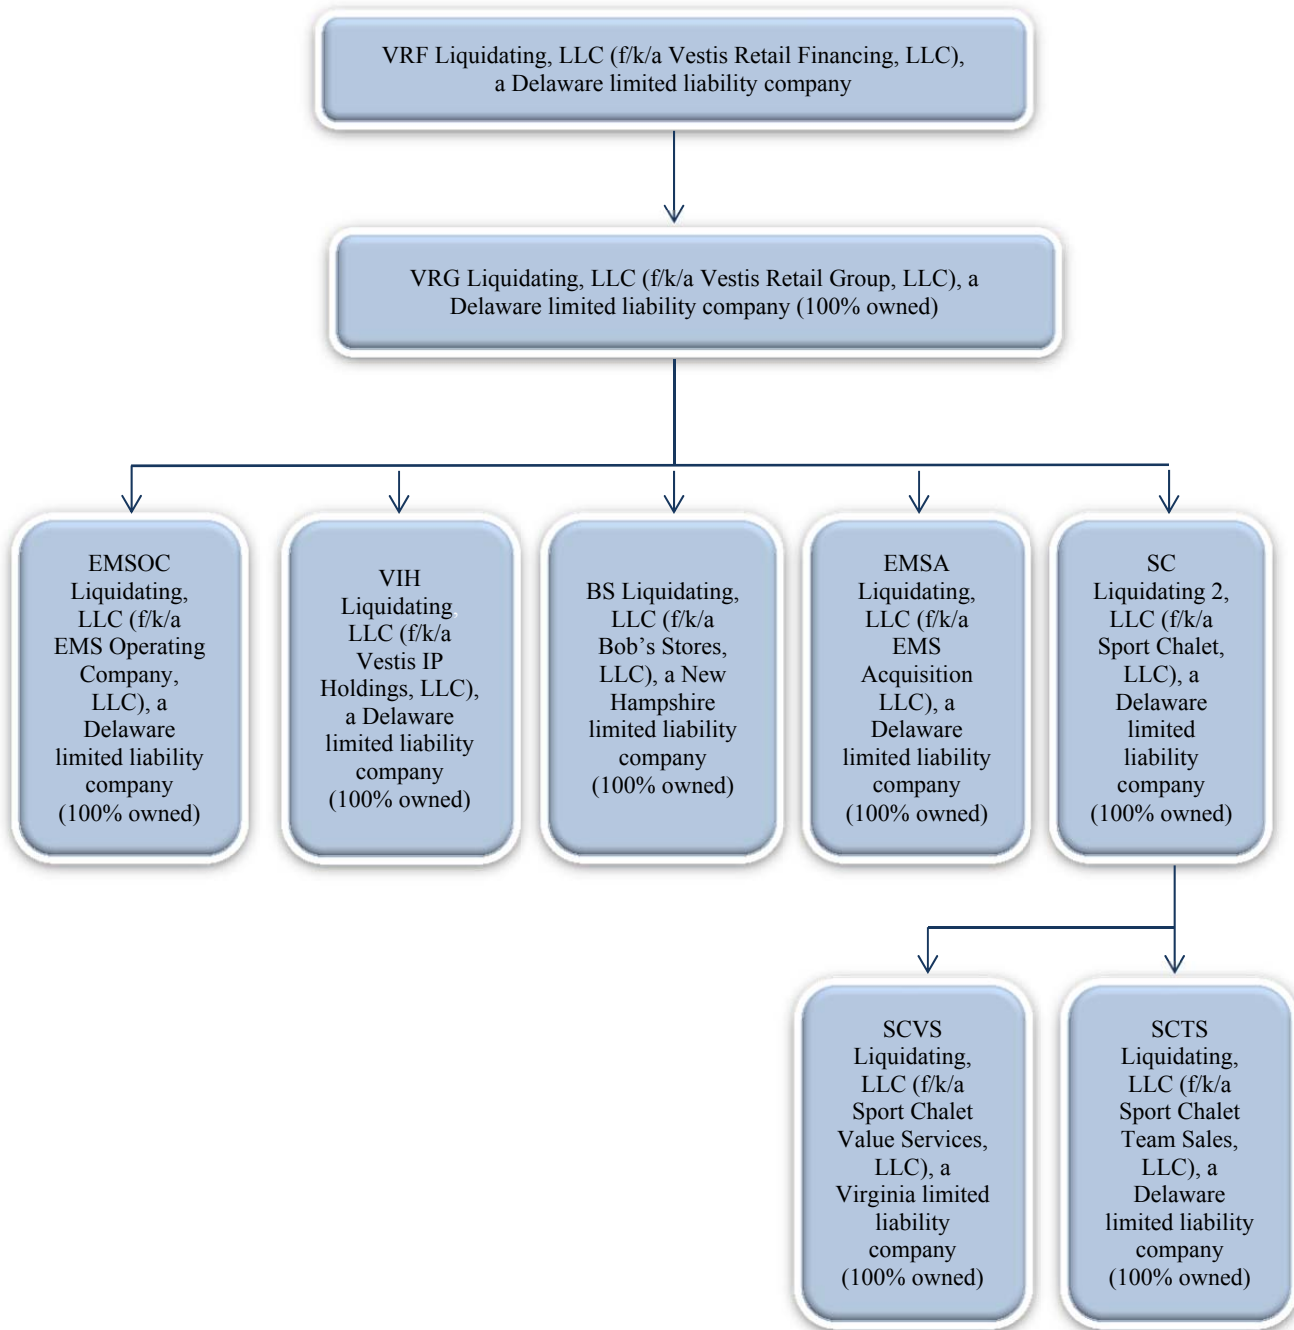 VRF Liquidating, LLC (f/k/a Vestis Retail Financing, LLC),
a Delaware limited liability company
VRG Liquidating, LLC (f/k/a Vestis Retail Group, LLC), a
Delaware limited liability company (100% owned)
EMSOC
Liquidating,
LLC (f/k/a
EMS Operating
Company,
LLC), a
Delaware
limited liability
company
(100% owned)
VIH
Liquidating,
LLC (f/k/a
Vestis IP
Holdings, LLC),
a Delaware
limited liability
company
(100% owned)
BS Liquidating,
LLC (f/k/a
Bob’s Stores,
LLC), a New
Hampshire
limited liability
company
(100% owned)
EMSA
Liquidating,
LLC (f/k/a
EMS
Acquisition
LLC), a
Delaware
limited liability
company
(100% owned)
SC
Liquidating 2,
LLC (f/k/a
Sport Chalet,
LLC), a
Delaware
limited
liability
company
(100% owned)
SCVS
Liquidating,
LLC (f/k/a
Sport Chalet
Value Services,
LLC), a
Virginia limited
liability
company
(100% owned)
SCTS
Liquidating,
LLC (f/k/a
Sport Chalet
Team Sales,
LLC), a
Delaware
limited liability
company
(100% owned)